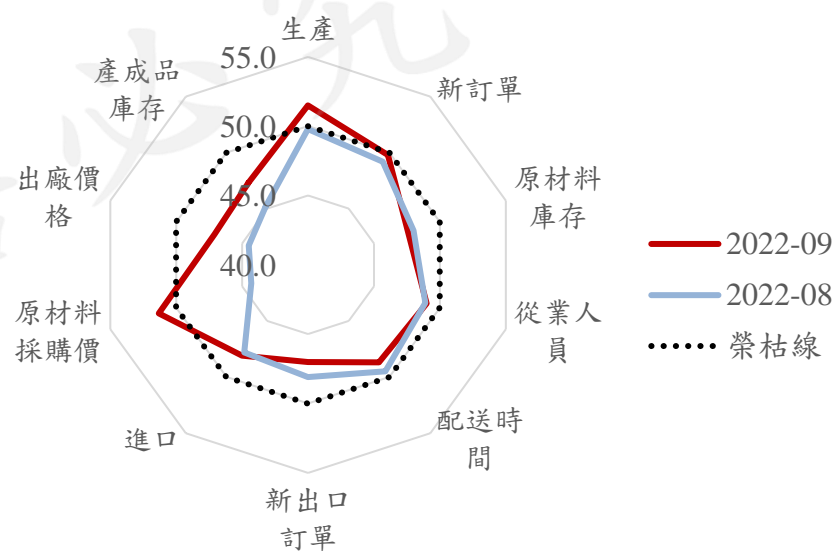 生產
新訂單
原材料
庫存
從業人
員
配送時
間
新出口
訂單
進口
原材料
採購價
出廠價
格
產成品
庫存
55.0
50.0
45.0
40.0
2022-09
2022-08
榮枯線